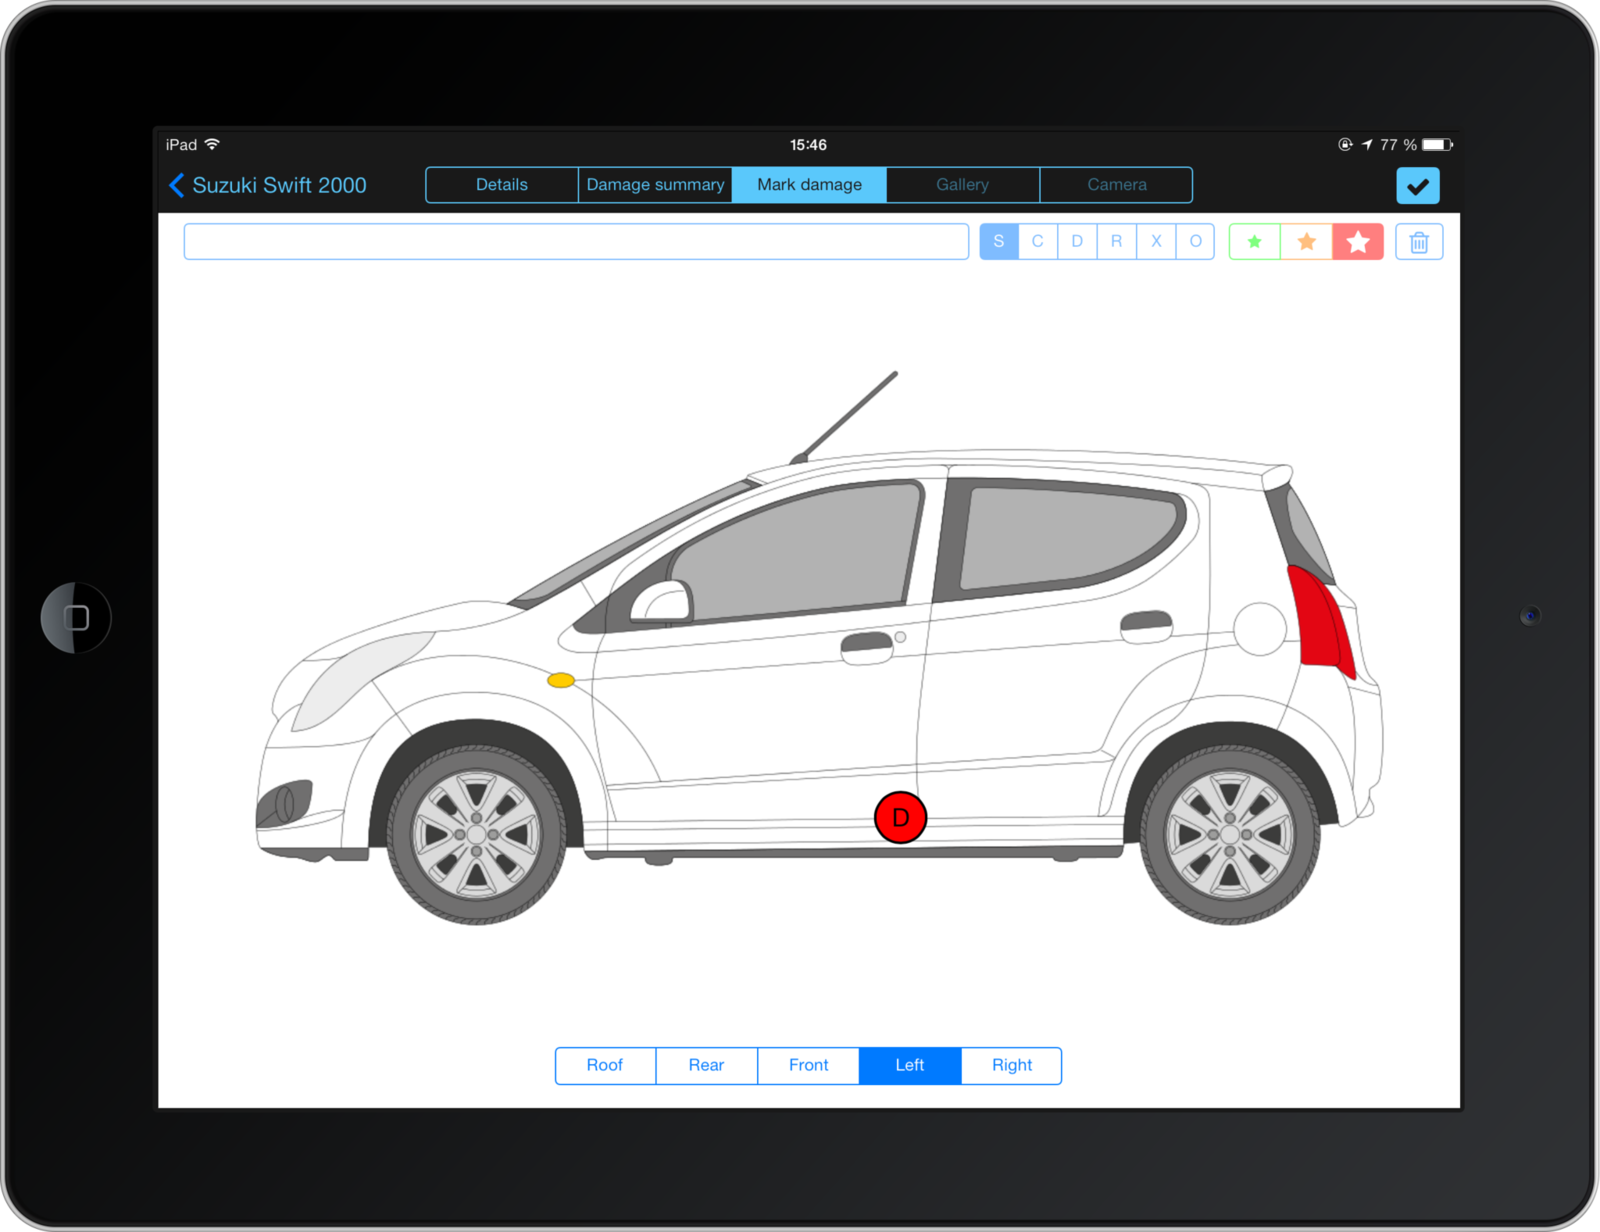 iPad 15:46 77 %
Suzuki Swift 2000 Details Damage summary Mark damage Gallery Camera
S C D R X O
D
Roof Rear Front Left Right